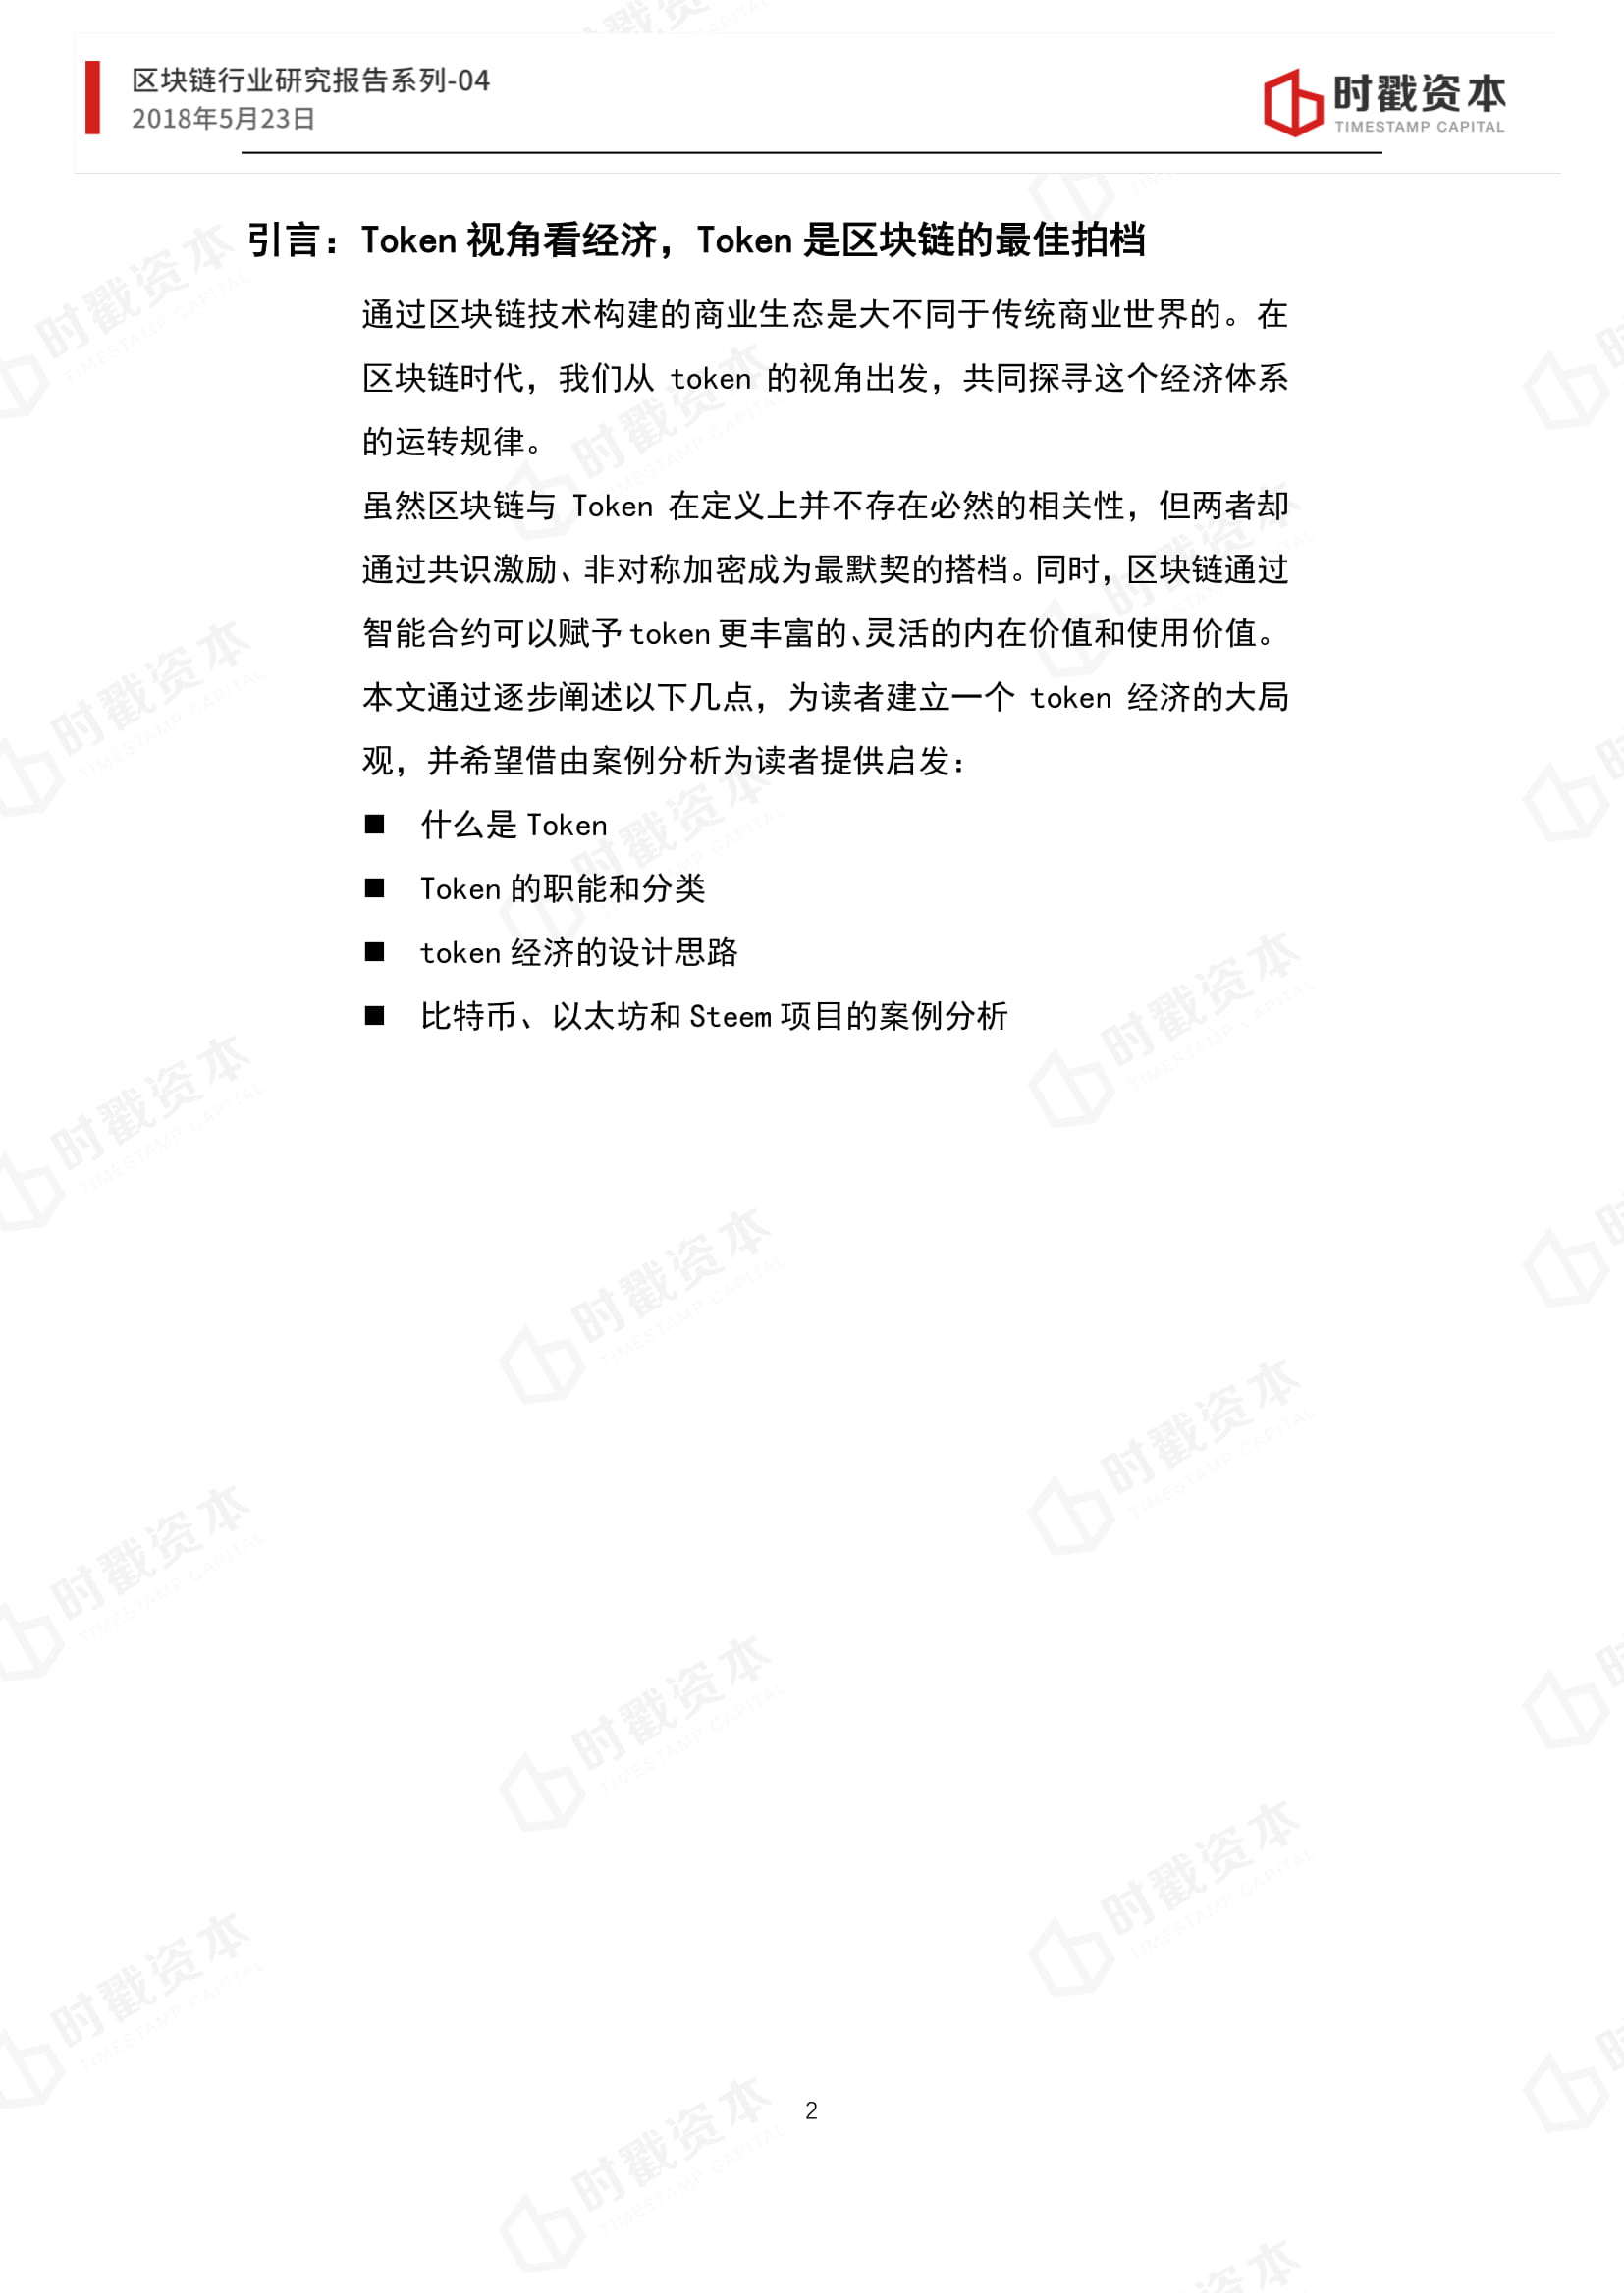 区块链行业研究报告系列-04
2018年5月23日
时戳资本
TIMESTAMP CAPITAL
引言：Token 视角看经济，Token 是区块链的最佳拍档
通过区块链技术构建的商业生态是大不同于传统商业世界的。在
区块链时代，我们从 token 的视角出发，共同探寻这个经济体系
的运转规律。
虽然区块链与 Token 在定义上并不存在必然的相关性，但两者却
通过共识激励、非对称加密成为最默契的搭档。同时，区块链通过
智能合约可以赋予 token 更丰富的、灵活的内在价值和使用价值。
本文通过逐步阐述以下几点，为读者建立一个 token 经济的大局
观，并希望借由案例分析为读者提供启发：
■ 什么是 Token
■ Token 的职能和分类
■ token 经济的设计思路
■ 比特币、以太坊和 Steem 项目的案例分析
2